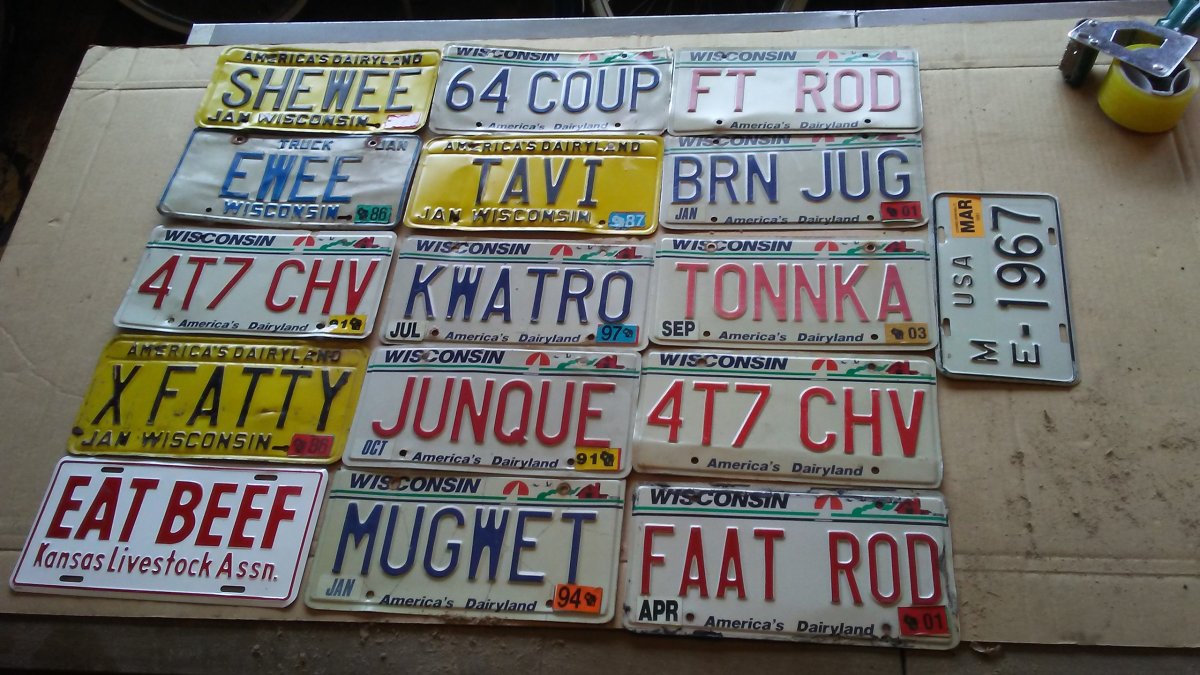 AMERICA'S DAIRYLAND
SHEWEE
JAN WISCONSIN
WISCONSIN
64 COUP
America's Dairyland
WISCONSIN
FT ROD
America's Dairyland
TRUCK JAN
EWEE
WISCONSIN 86
AMERICA'S DAIRYLAND
TAVI
JAN WISCONSIN 87
WISCONSIN
BRN JUG
JAN America's Dairyland 01
WISCONSIN
4T7 CHV
America's Dairyland 91
WISCONSIN
KWATRO
JUL America's Dairyland 97
WISCONSIN
TONNKA
SEP America's Dairyland 03
MAR
USA
M
E-1967
AMERICA'S DAIRYLAND
X FATTY
JAN WISCONSIN 86
WISCONSIN
JUNQUE
OCT America's Dairyland 91
WISCONSIN
4T7 CHV
America's Dairyland
EAT BEEF
Kansas Livestock Assn.
WISCONSIN
MUGWET
JAN America's Dairyland 94
WISCONSIN
FAAT ROD
APR America's Dairyland 01